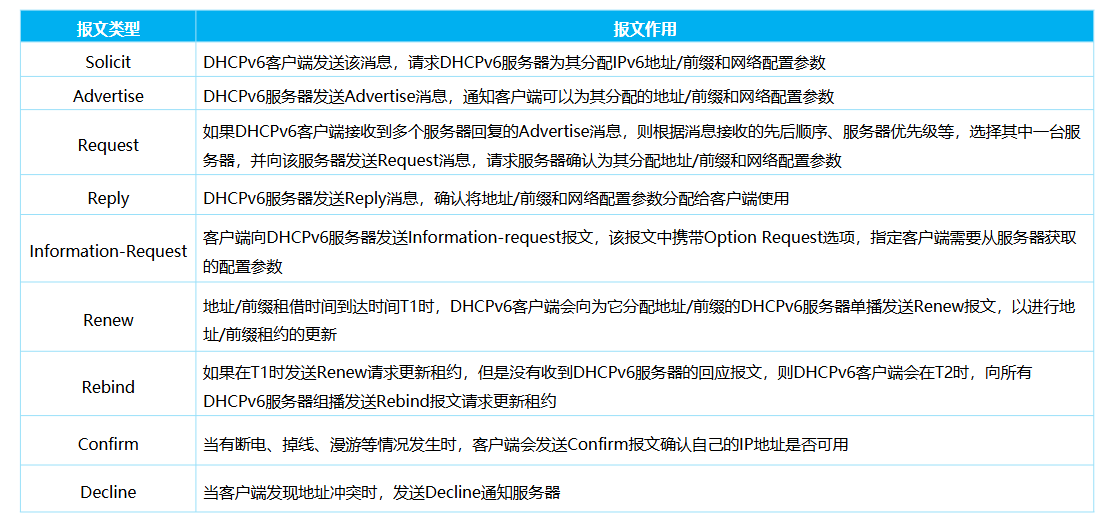 报文类型 报文作用
Solicit DHCPv6客户端发送该消息，请求DHCPv6服务器为其分配IPv6地址/前缀和网络配置参数
Advertise DHCPv6服务器发送Advertise消息，通知客户端可以为其分配的地址/前缀和网络配置参数
Request 如果DHCPv6客户端接收到多个服务器回复的Advertise消息，则根据消息接收的先后顺序、服务器优先级等，选择其中一台服
务器，并向该服务器发送Request消息，请求服务器确认为其分配地址/前缀和网络配置参数
Reply DHCPv6服务器发送Reply消息，确认将地址/前缀和网络配置参数分配给客户端使用
Information-Request 客户端向DHCPv6服务器发送Information-request报文，该报文中携带Option Request选项，指定客户端需要从服务器获取
的配置参数
Renew 地址/前缀租借时间到达时间T1时，DHCPv6客户端会向为它分配地址/前缀的DHCPv6服务器单播发送Renew报文，以进行地
址/前缀租约的更新
Rebind 如果在T1时发送Renew请求更新租约，但是没有收到DHCPv6服务器的回应报文，则DHCPv6客户端会在T2时，向所有
DHCPv6服务器组播发送Rebind报文请求更新租约
Confirm 当有断电、掉线、漫游等情况发生时，客户端会发送Confirm报文确认自己的IP地址是否可用
Decline 当客户端发现地址冲突时，发送Decline通知服务器